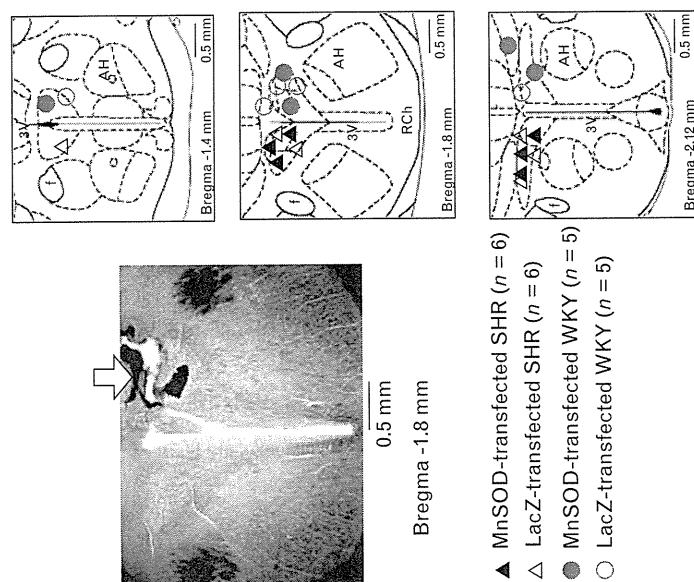 0.5 mm
Bregma -1.8 mm
MnSOD-transfected SHR (n = 6)
LacZ-transfected SHR (n = 6)
MnSOD-transfected WKY (n = 5)
LacZ-transfected WKY (n = 5)
3V
f
AH
0.5 mm
Bregma -1.4 mm
f
3V
AH
RCh
0.5 mm
Bregma -1.8 mm
f
3V
AH
0.5 mm
Bregma -2.12 mm